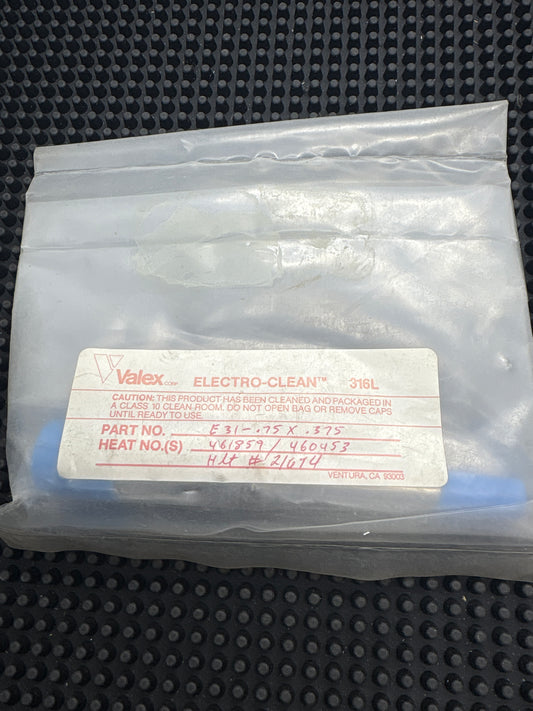 Valex CORP ELECTRO-CLEAN™ 316L
CAUTION: THIS PRODUCT HAS BEEN CLEANED AND PACKAGED IN
A CLASS 10 CLEAN ROOM. DO NOT OPEN BAG OR REMOVE CAPS
UNTIL READY TO USE.
PART NO. E31-.75 X .375
HEAT NO.(S) 461859 / 460453
Hlt # 21674
VENTURA, CA 93003